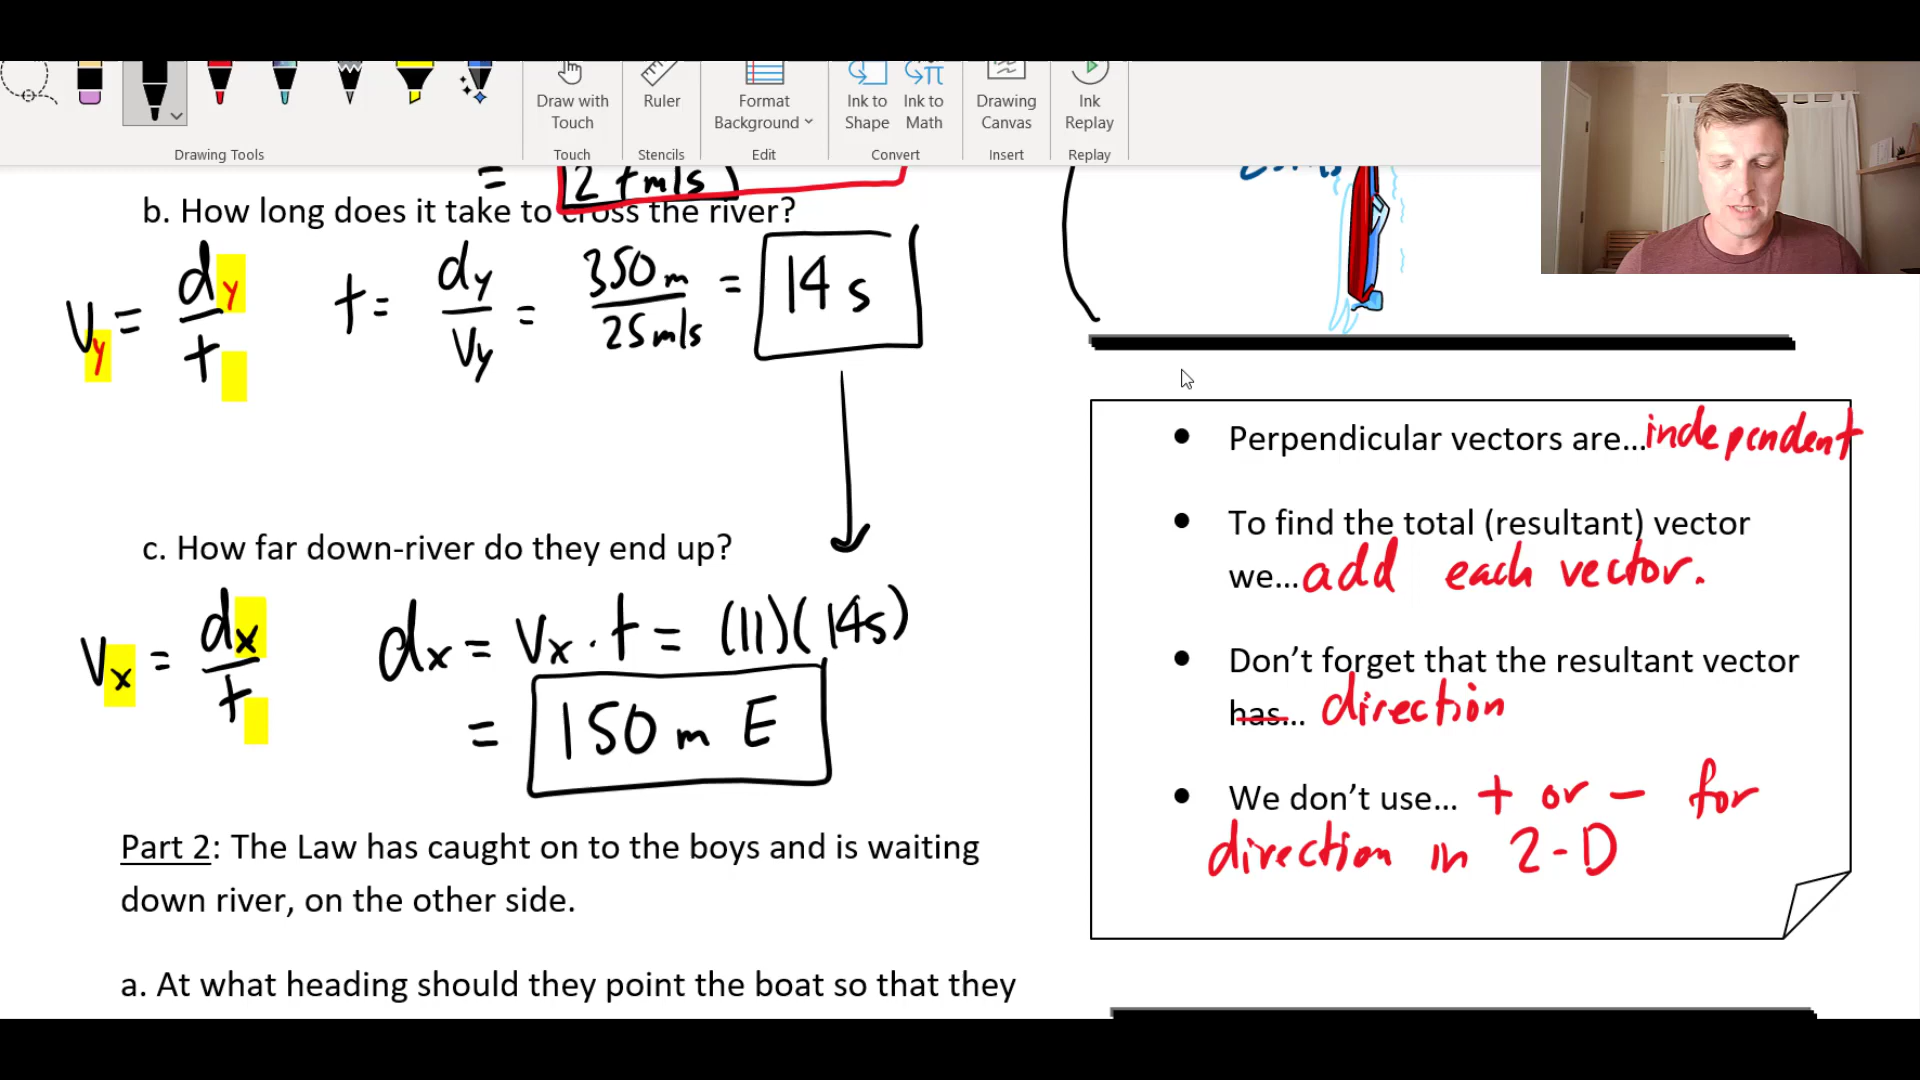 Draw with Touch
Ruler
Format Background
Ink to Shape
Ink to Math
Drawing Canvas
Ink Replay
Drawing Tools
Touch
Stencils
Edit
Convert
Insert
Replay
b. How long does it take to cross the river?
Vy = dy / t
t = dy / Vy = 350m / 25 m/s = 14 s
c. How far down-river do they end up?
Vx = dx / t
dx = Vx · t = (11)(14s)
= 150 m E
Part 2: The Law has caught on to the boys and is waiting
down river, on the other side.
a. At what heading should they point the boat so that they
• Perpendicular vectors are...independent
• To find the total (resultant) vector
we...add each vector.
• Don't forget that the resultant vector
has... direction
• We don't use... + or - for
direction in 2-D